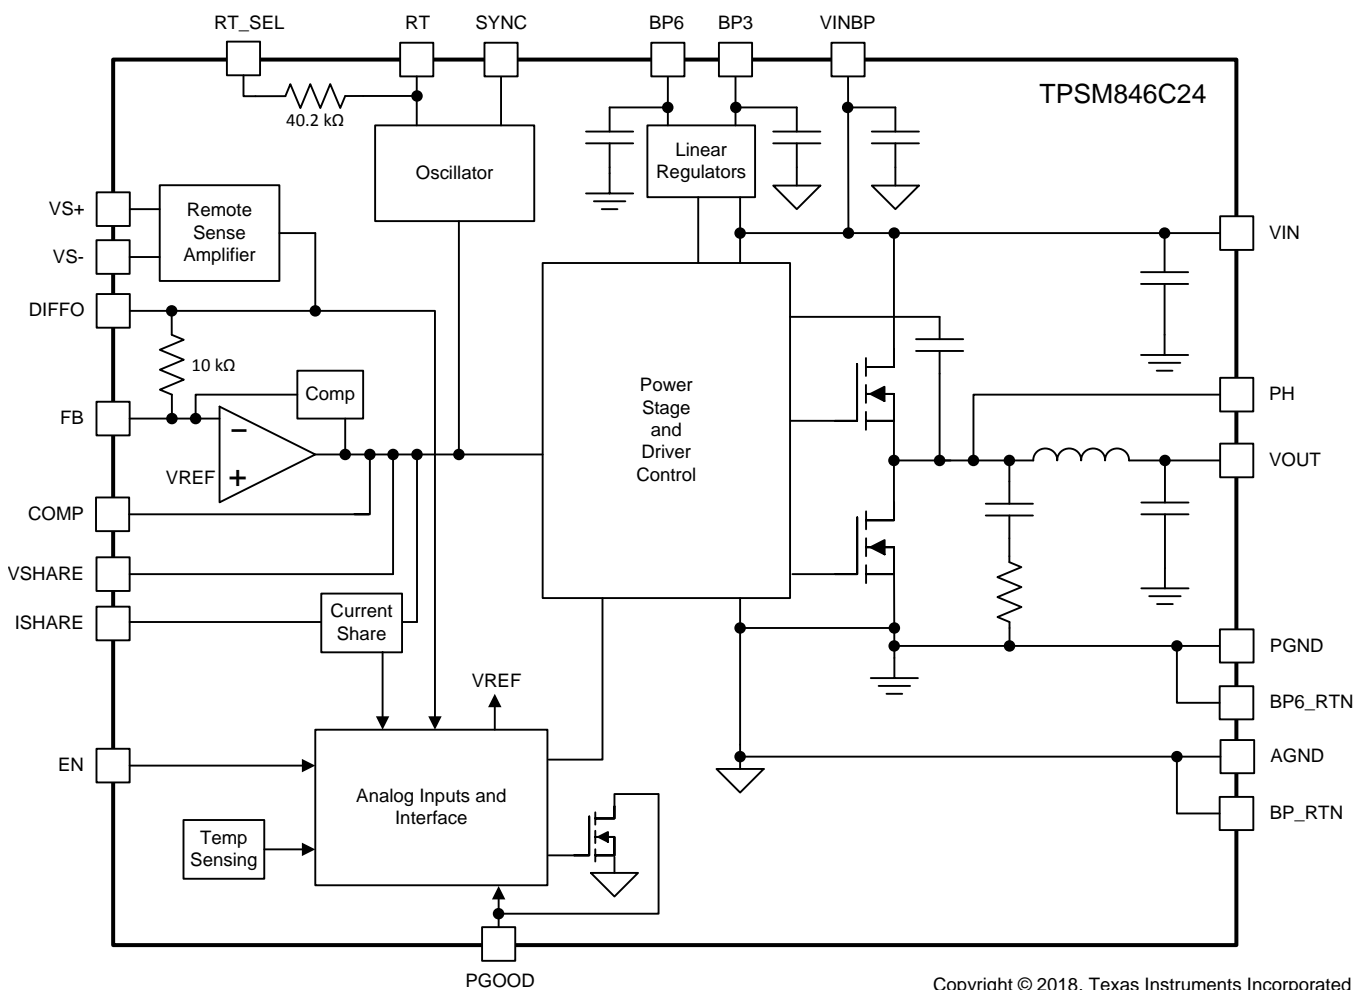 RT_SEL
RT
SYNC
BP6
BP3
VINBP
TPSM846C24
40.2 kΩ
Oscillator
Linear
Regulators
VS+
VS-
Remote
Sense
Amplifier
VIN
DIFFO
10 kΩ
Comp
FB
VREF
COMP
VSHARE
ISHARE
Current
Share
Power
Stage
and
Driver
Control
PH
VOUT
PGND
BP6_RTN
AGND
BP_RTN
VREF
EN
Analog Inputs and
Interface
Temp
Sensing
PGOOD
Copyright © 2018, Texas Instruments Incorporated